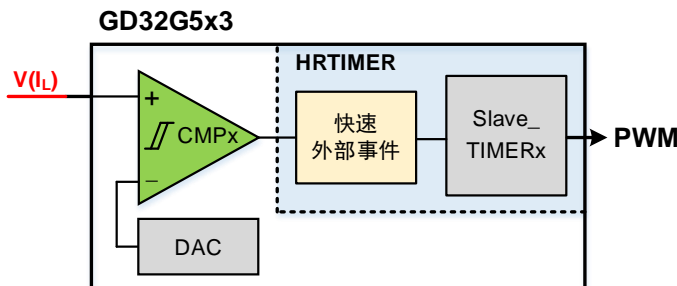 GD32G5x3
V(IL)
HRTIMER
+
CMPx
快速
外部事件
Slave_
TIMERx
PWM
−
DAC